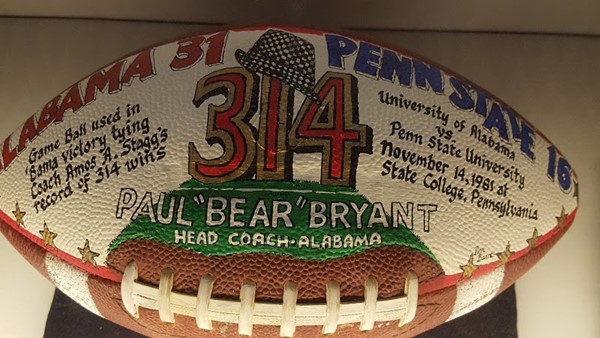 ALABAMA 31
PENN STATE 16
314
Game Ball used in
'Bama victory tying
Coach Amos A. Stagg's
record of 314 wins
University of Alabama
vs.
Penn State University
November 14, 1981 at
State College, Pennsylvania
PAUL "BEAR" BRYANT
HEAD COACH · ALABAMA